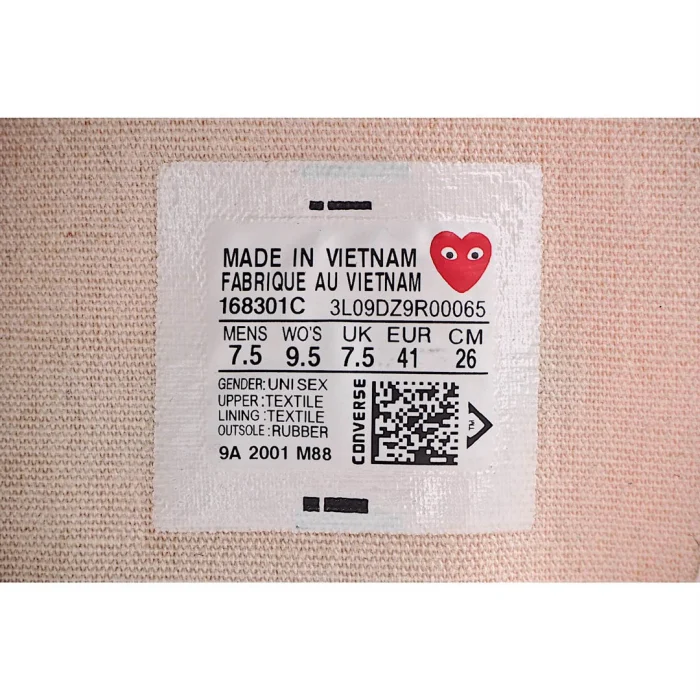 MADE IN VIETNAM
FABRIQUE AU VIETNAM
168301C 3L09DZ9R00065
MENS WO'S UK EUR CM
7.5 9.5 7.5 41 26
GENDER:UNISEX
UPPER:TEXTILE
LINING:TEXTILE
OUTSOLE:RUBBER
9A 2001 M88
CONVERSE
TM